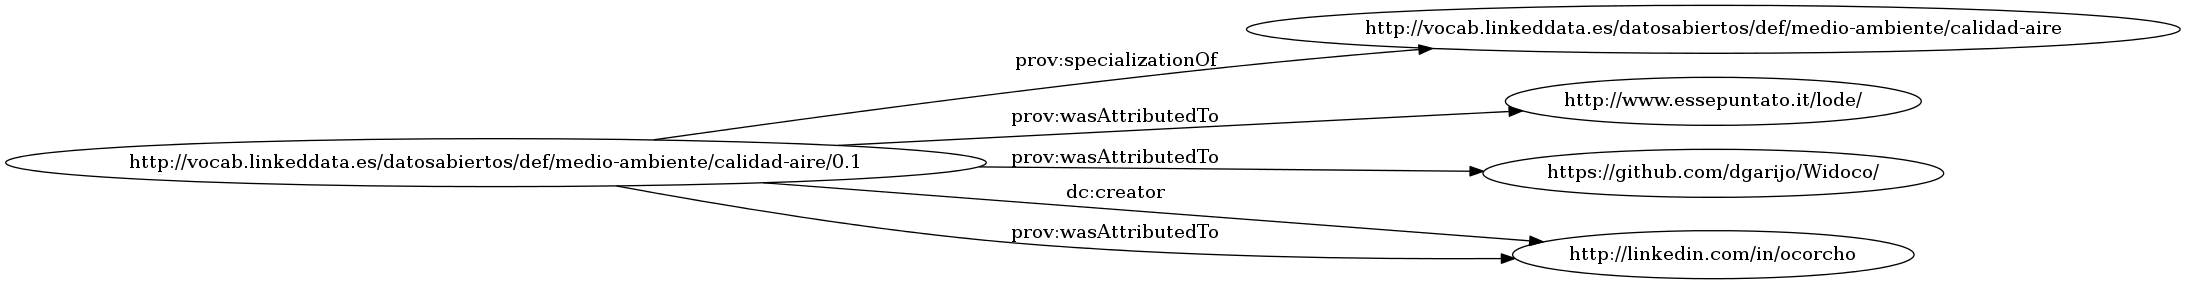 http://vocab.linkeddata.es/datosabiertos/def/medio-ambiente/calidad-aire
prov:specializationOf
http://www.essepuntato.it/lode/
prov:wasAttributedTo
http://vocab.linkeddata.es/datosabiertos/def/medio-ambiente/calidad-aire/0.1
prov:wasAttributedTo
https://github.com/dgarijo/Widoco/
dc:creator
prov:wasAttributedTo
http://linkedin.com/in/ocorcho